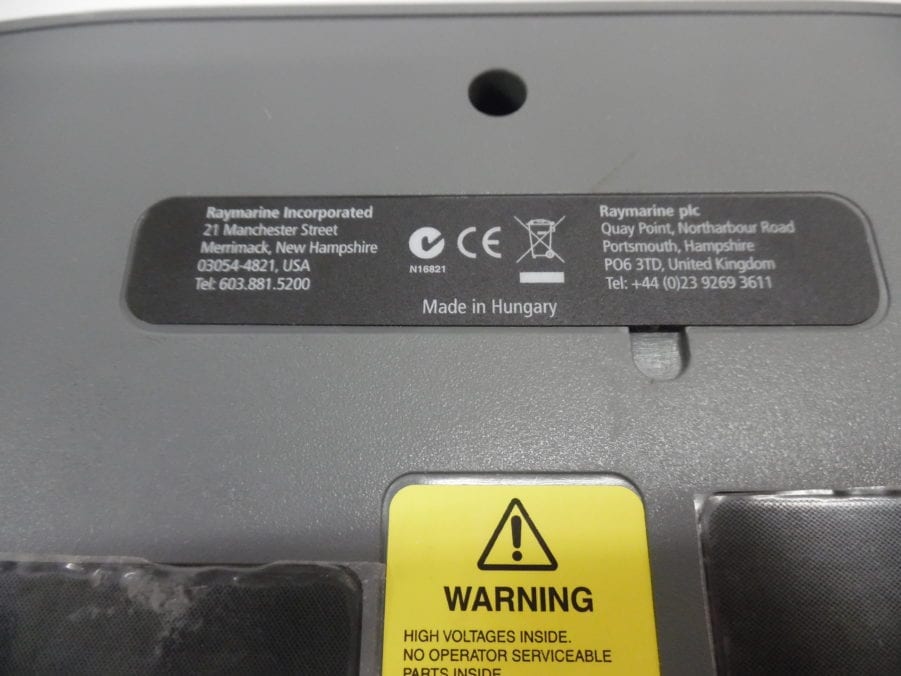 Raymarine Incorporated
21 Manchester Street
Merrimack, New Hampshire
03054-4821, USA
Tel: 603.881.5200
CE
N16821
Made in Hungary
Raymarine plc
Quay Point, Northarbour Road
Portsmouth, Hampshire
PO6 3TD, United Kingdom
Tel: +44 (0)23 9269 3611
WARNING
HIGH VOLTAGES INSIDE.
NO OPERATOR SERVICEABLE
PARTS INSIDE.